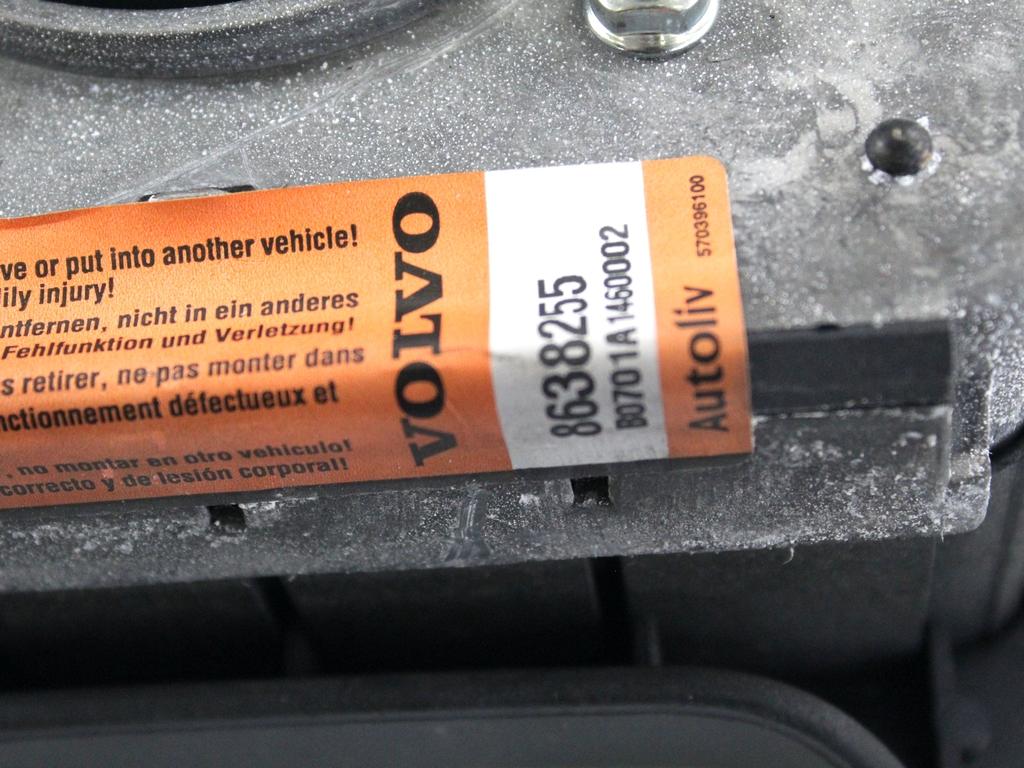 ve or put into another vehicle!
ily injury!
ntfernen, nicht in ein anderes
Fehlfunktion und Verletzung!
s retirer, ne pas monter dans
nctionnement défectueux et
, no montar en otro vehiculo!
correcto y de lesión corporal!
VOLVO
8638255
B0701A1460002
Autoliv 570396100